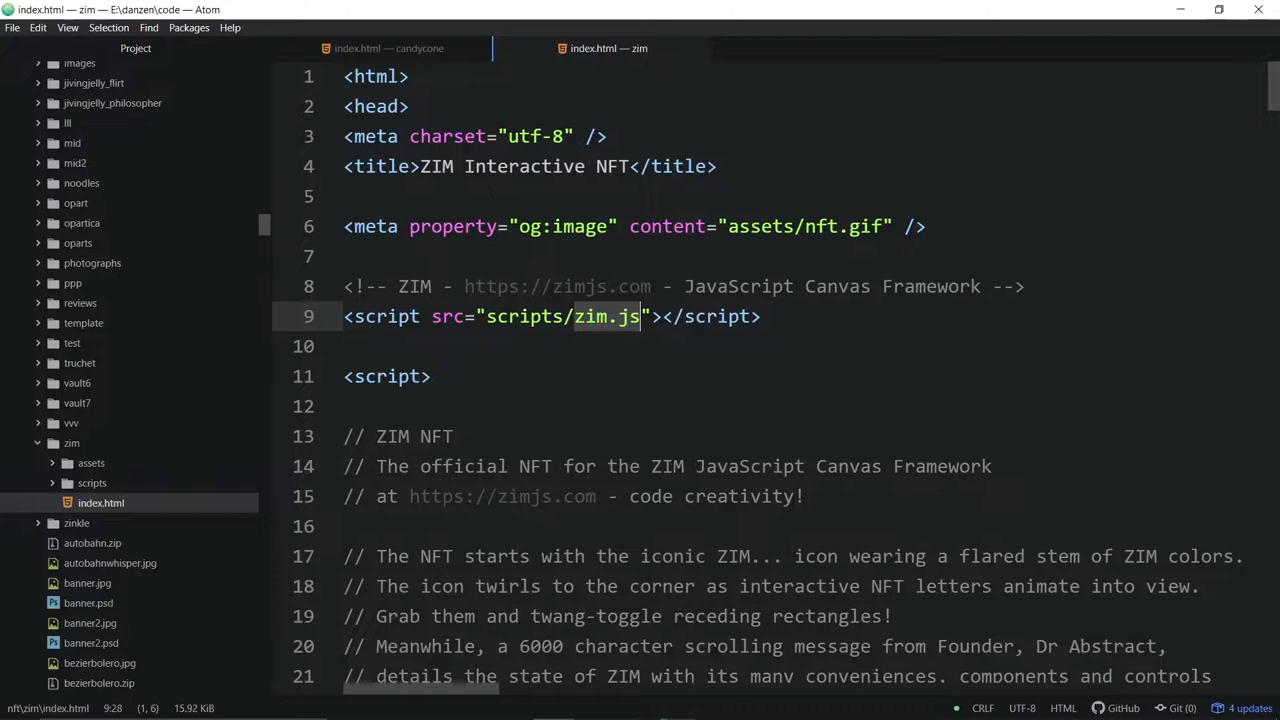 index.html — zim — E:\danzen\code — Atom
File Edit View Selection Find Packages Help
Project
index.html — candycone
index.html — zim
images
jivingjelly_flirt
jivingjelly_philosopher
lll
mid
mid2
noodles
opart
opartica
oparts
photographs
ppp
reviews
template
test
truchet
vault6
vault7
vvv
zim
assets
scripts
index.html
zinkle
autobahn.zip
autobahnwhisper.jpg
banner.jpg
banner.psd
banner2.jpg
banner2.psd
bezierbolero.jpg
bezierbolero.zip
1 <html>
2 <head>
3 <meta charset="utf-8" />
4 <title>ZIM Interactive NFT</title>
5
6 <meta property="og:image" content="assets/nft.gif" />
7
8 <!-- ZIM - https://zimjs.com - JavaScript Canvas Framework -->
9 <script src="scripts/zim.js"></script>
10
11 <script>
12
13 // ZIM NFT
14 // The official NFT for the ZIM JavaScript Canvas Framework
15 // at https://zimjs.com - code creativity!
16
17 // The NFT starts with the iconic ZIM... icon wearing a flared stem of ZIM colors.
18 // The icon twirls to the corner as interactive NFT letters animate into view.
19 // Grab them and twang-toggle receding rectangles!
20 // Meanwhile, a 6000 character scrolling message from Founder, Dr Abstract,
21 // details the state of ZIM with its many conveniences, components and controls
nft\zim\index.html 9:28 (1, 6) 15.92 KiB CRLF UTF-8 HTML GitHub Git (0) 4 updates